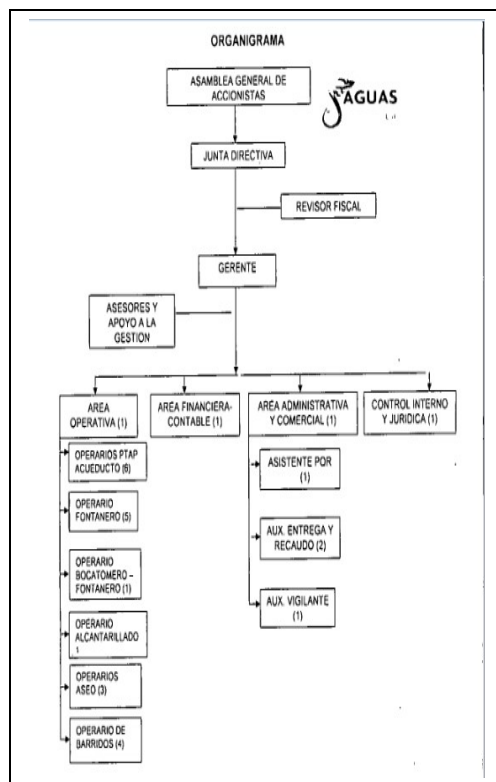 ORGANIGRAMA
ASAMBLEA GENERAL DE
ACCIONISTAS
AGUAS
JUNTA DIRECTIVA
REVISOR FISCAL
GERENTE
ASESORES Y
APOYO A LA
GESTION
AREA
OPERATIVA (1)
AREA FINANCIERA-
CONTABLE (1)
AREA ADMINISTRATIVA
Y COMERCIAL (1)
CONTROL INTERNO
Y JURIDICA (1)
OPERARIOS PTAP
ACUEDUCTO (6)
OPERARIO
FONTANERO (5)
OPERARIO
BOCATOMERO –
FONTANERO (1)
OPERARIO
ALCANTARILLADO
OPERARIOS
ASEO (3)
OPERARIO DE
BARRIDOS (4)
ASISTENTE PQR
(1)
AUX. ENTREGA Y
RECAUDO (2)
AUX. VIGILANTE
(1)